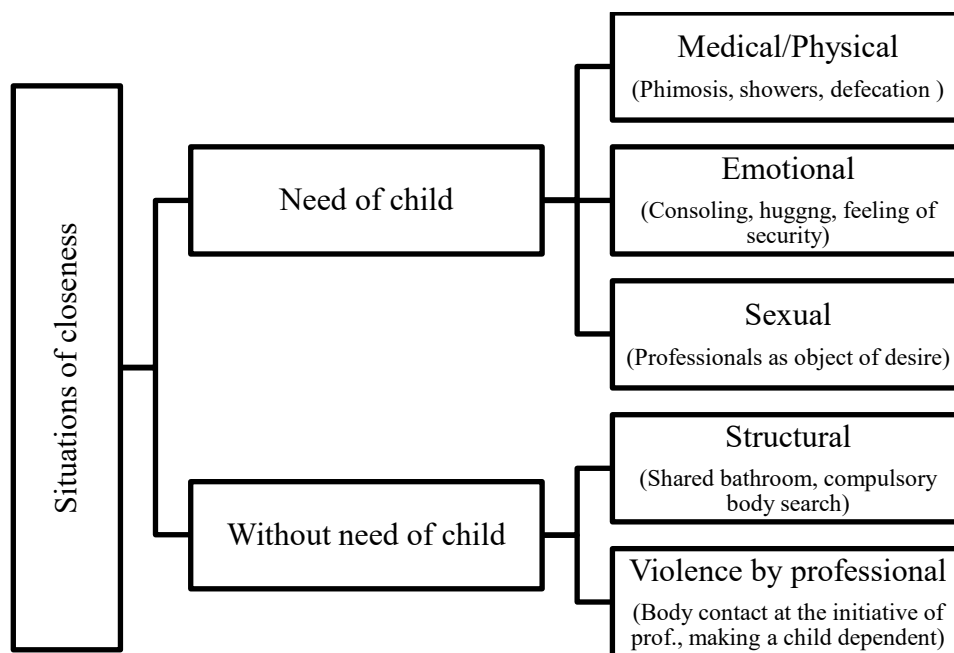 Situations of closeness
Need of child
Medical/Physical
(Phimosis, showers, defecation )
Emotional
(Consoling, huggng, feeling of
security)
Sexual
(Professionals as object of desire)
Without need of child
Structural
(Shared bathroom, compulsory
body search)
Violence by professional
(Body contact at the initiative of
prof., making a child dependent)